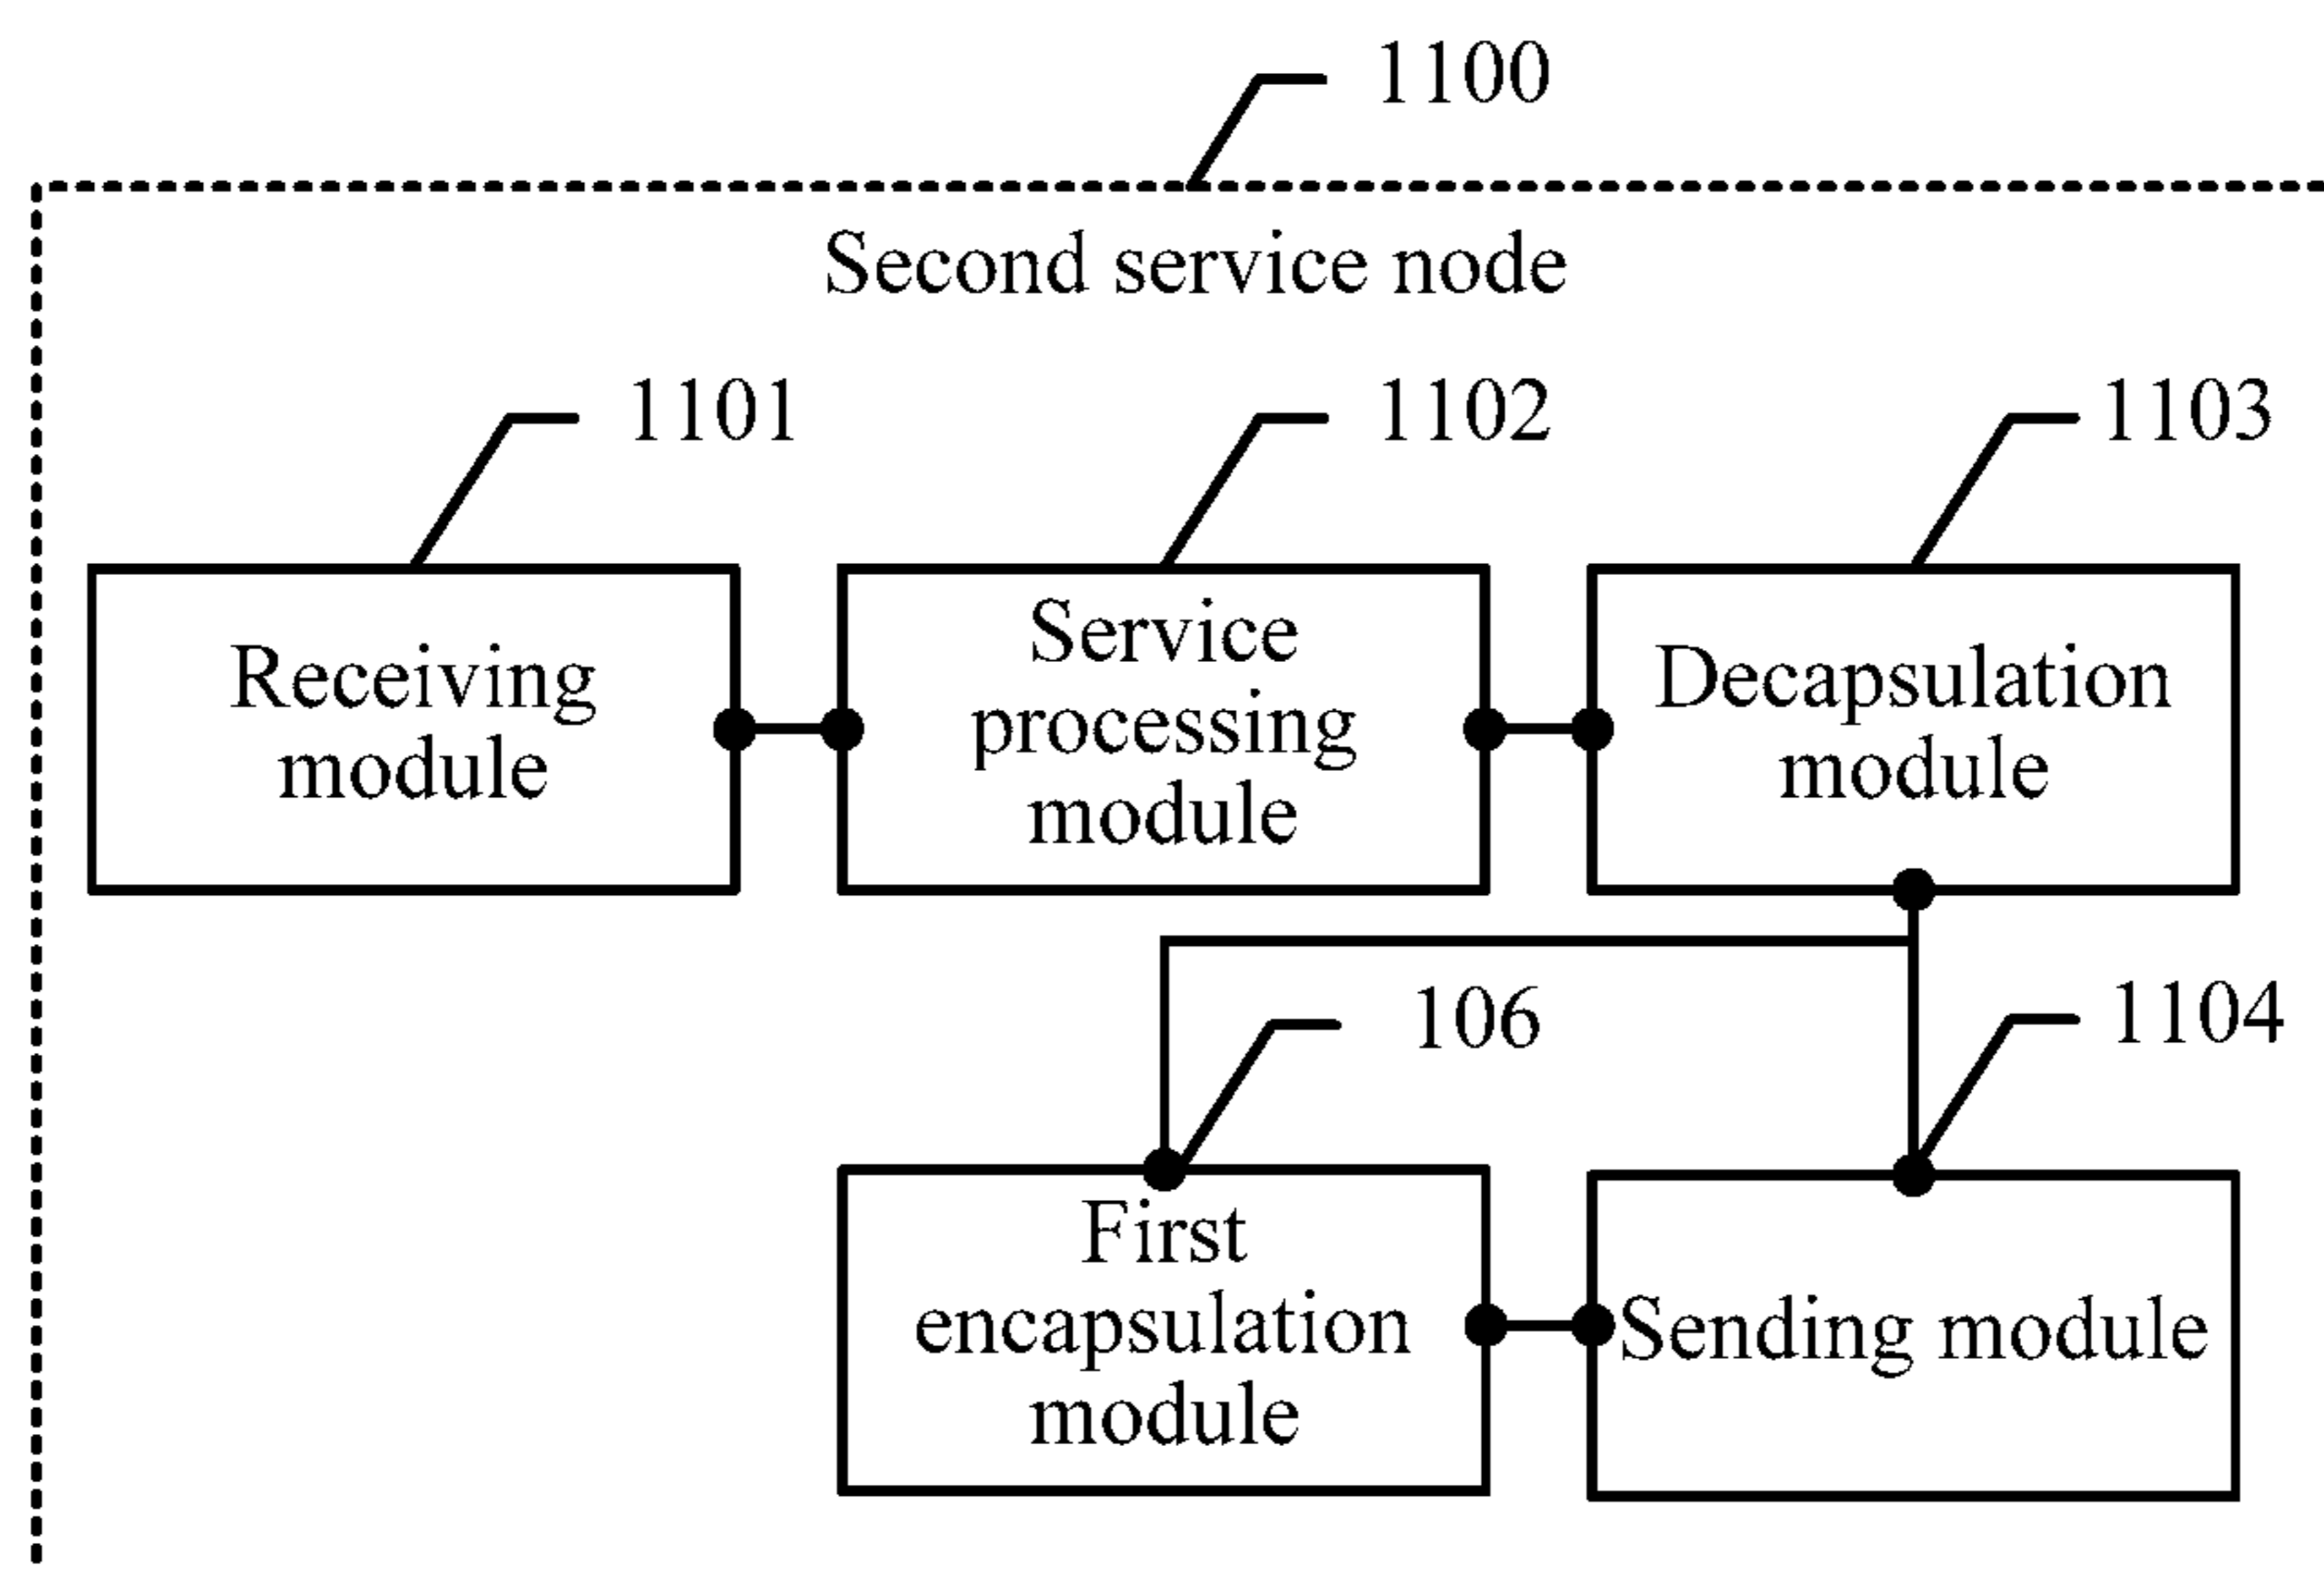 1100
Second service node
1101
1102
1103
Receiving
module
Service
processing
module
Decapsulation
module
106
1104
First
encapsulation
module
Sending module